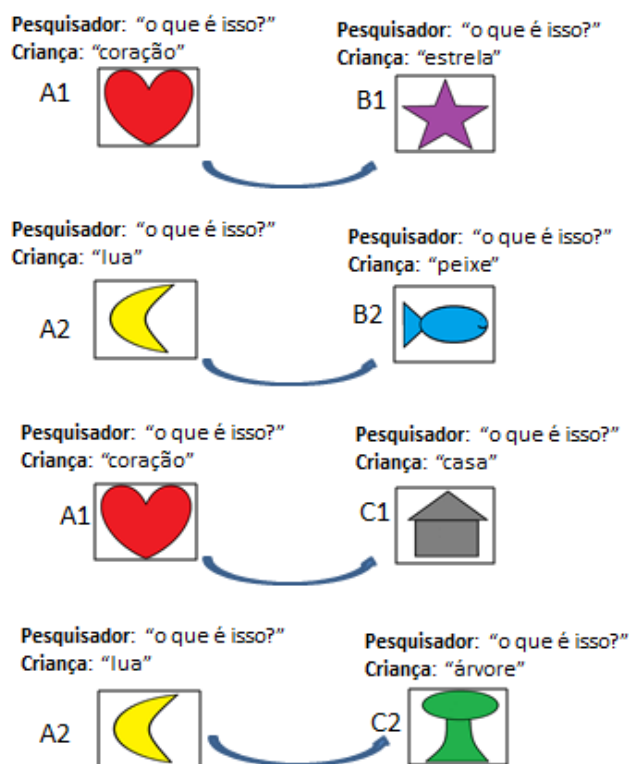 Pesquisador: “o que é isso?”
Criança: “coração”
A1
Pesquisador: “o que é isso?”
Criança: “estrela”
B1
Pesquisador: “o que é isso?”
Criança: “lua”
A2
Pesquisador: “o que é isso?”
Criança: “peixe”
B2
Pesquisador: “o que é isso?”
Criança: “coração”
A1
Pesquisador: “o que é isso?”
Criança: “casa”
C1
Pesquisador: “o que é isso?”
Criança: “lua”
A2
Pesquisador: “o que é isso?”
Criança: “árvore”
C2